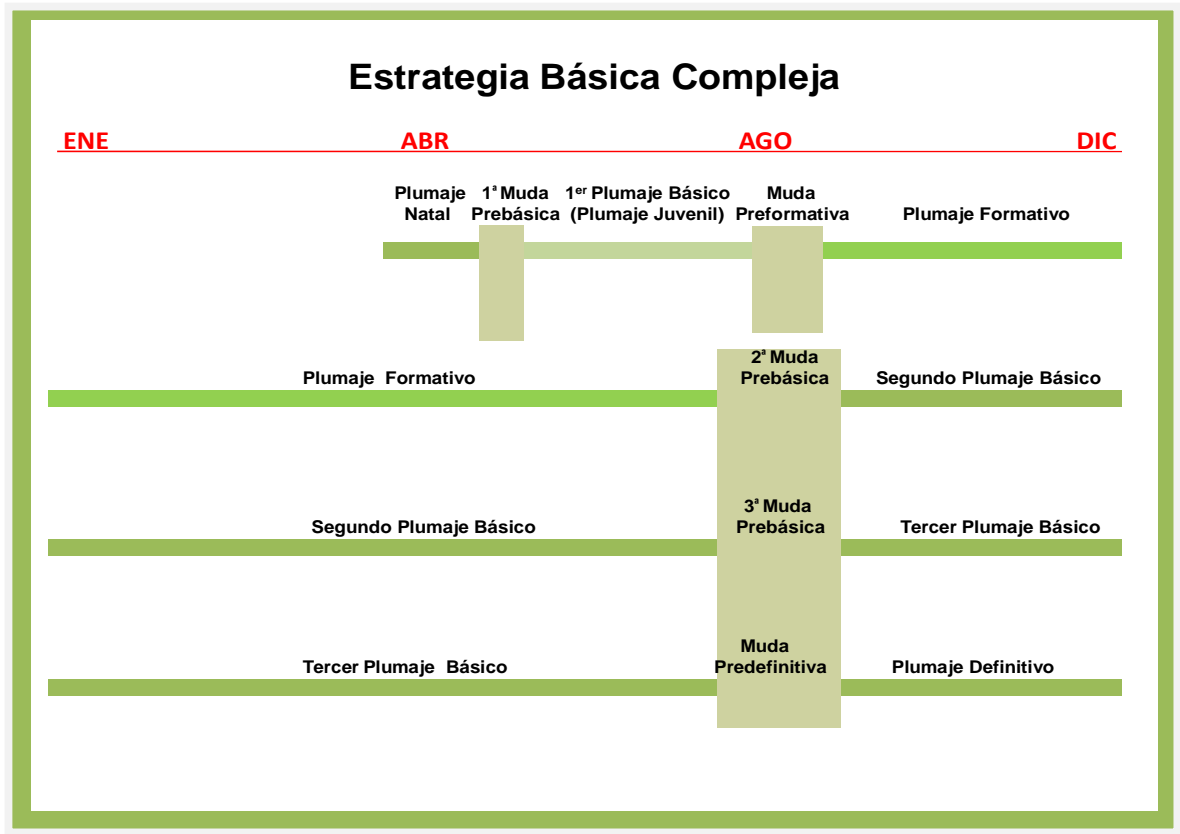 Estrategia Básica Compleja
ENE ABR AGO DIC
Plumaje Natal
1ª Muda Prebásica
1er Plumaje Básico
(Plumaje Juvenil)
Muda Preformativa
Plumaje Formativo
Plumaje Formativo
2ª Muda
Prebásica
Segundo Plumaje Básico
Segundo Plumaje Básico
3ª Muda
Prebásica
Tercer Plumaje Básico
Tercer Plumaje Básico
Muda
Predefinitiva
Plumaje Definitivo